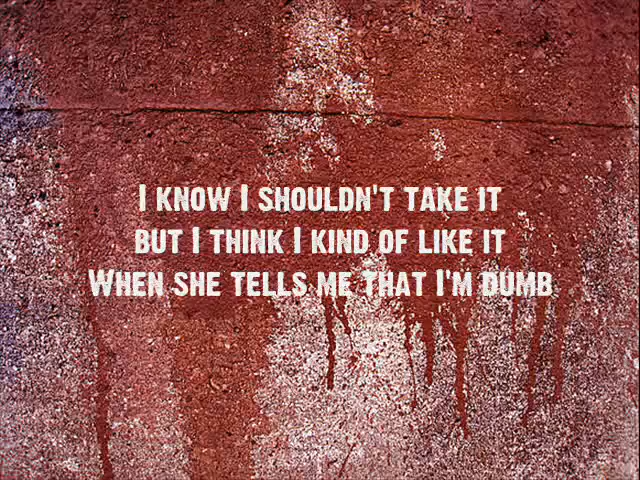 I know I shouldn't take it
but I think I kind of like it
When she tells me that I'm dumb